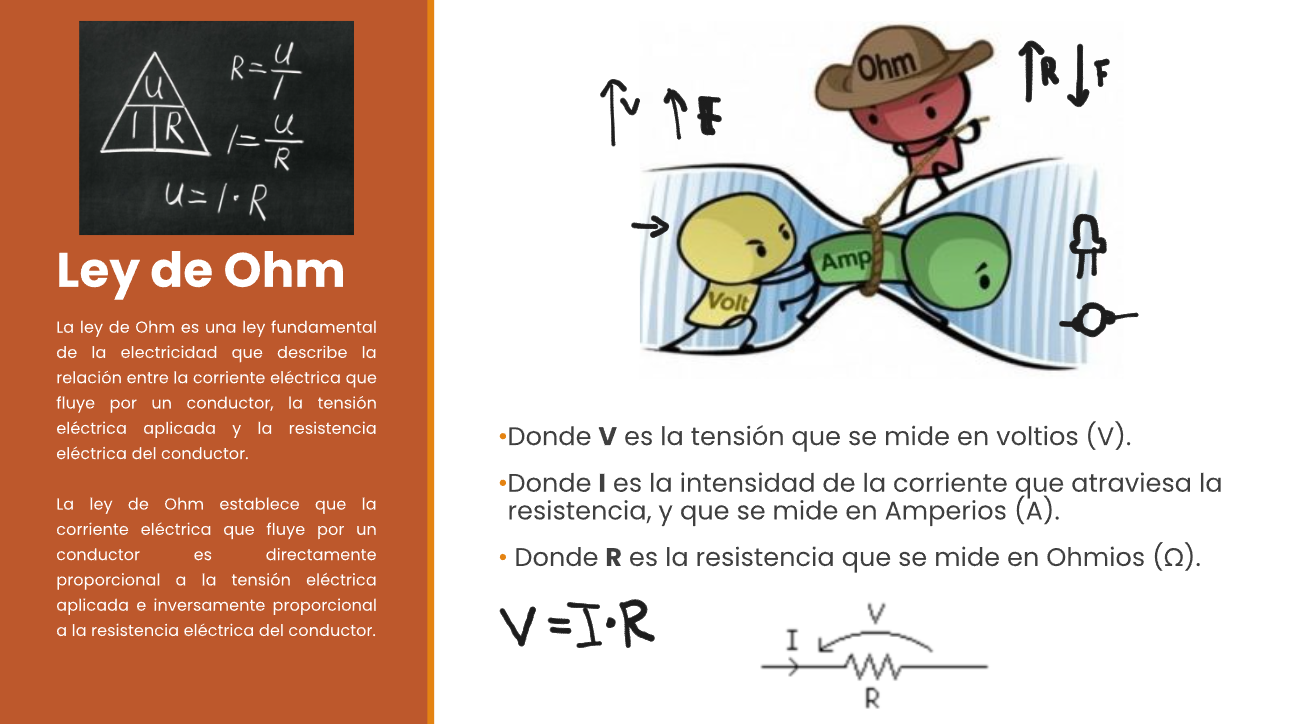 U
I R
R=U/I
I=U/R
U=I·R
Ley de Ohm
La ley de Ohm es una ley fundamental
de la electricidad que describe la
relación entre la corriente eléctrica que
fluye por un conductor, la tensión
eléctrica aplicada y la resistencia
eléctrica del conductor.
La ley de Ohm establece que la
corriente eléctrica que fluye por un
conductor es directamente
proporcional a la tensión eléctrica
aplicada e inversamente proporcional
a la resistencia eléctrica del conductor.
↑V ↑F
↑R ↓F
Ohm
Volt
Amp
•Donde V es la tensión que se mide en voltios (V).
•Donde I es la intensidad de la corriente que atraviesa la
resistencia, y que se mide en Amperios (A).
• Donde R es la resistencia que se mide en Ohmios (Ω).
V=I·R
V
I
R